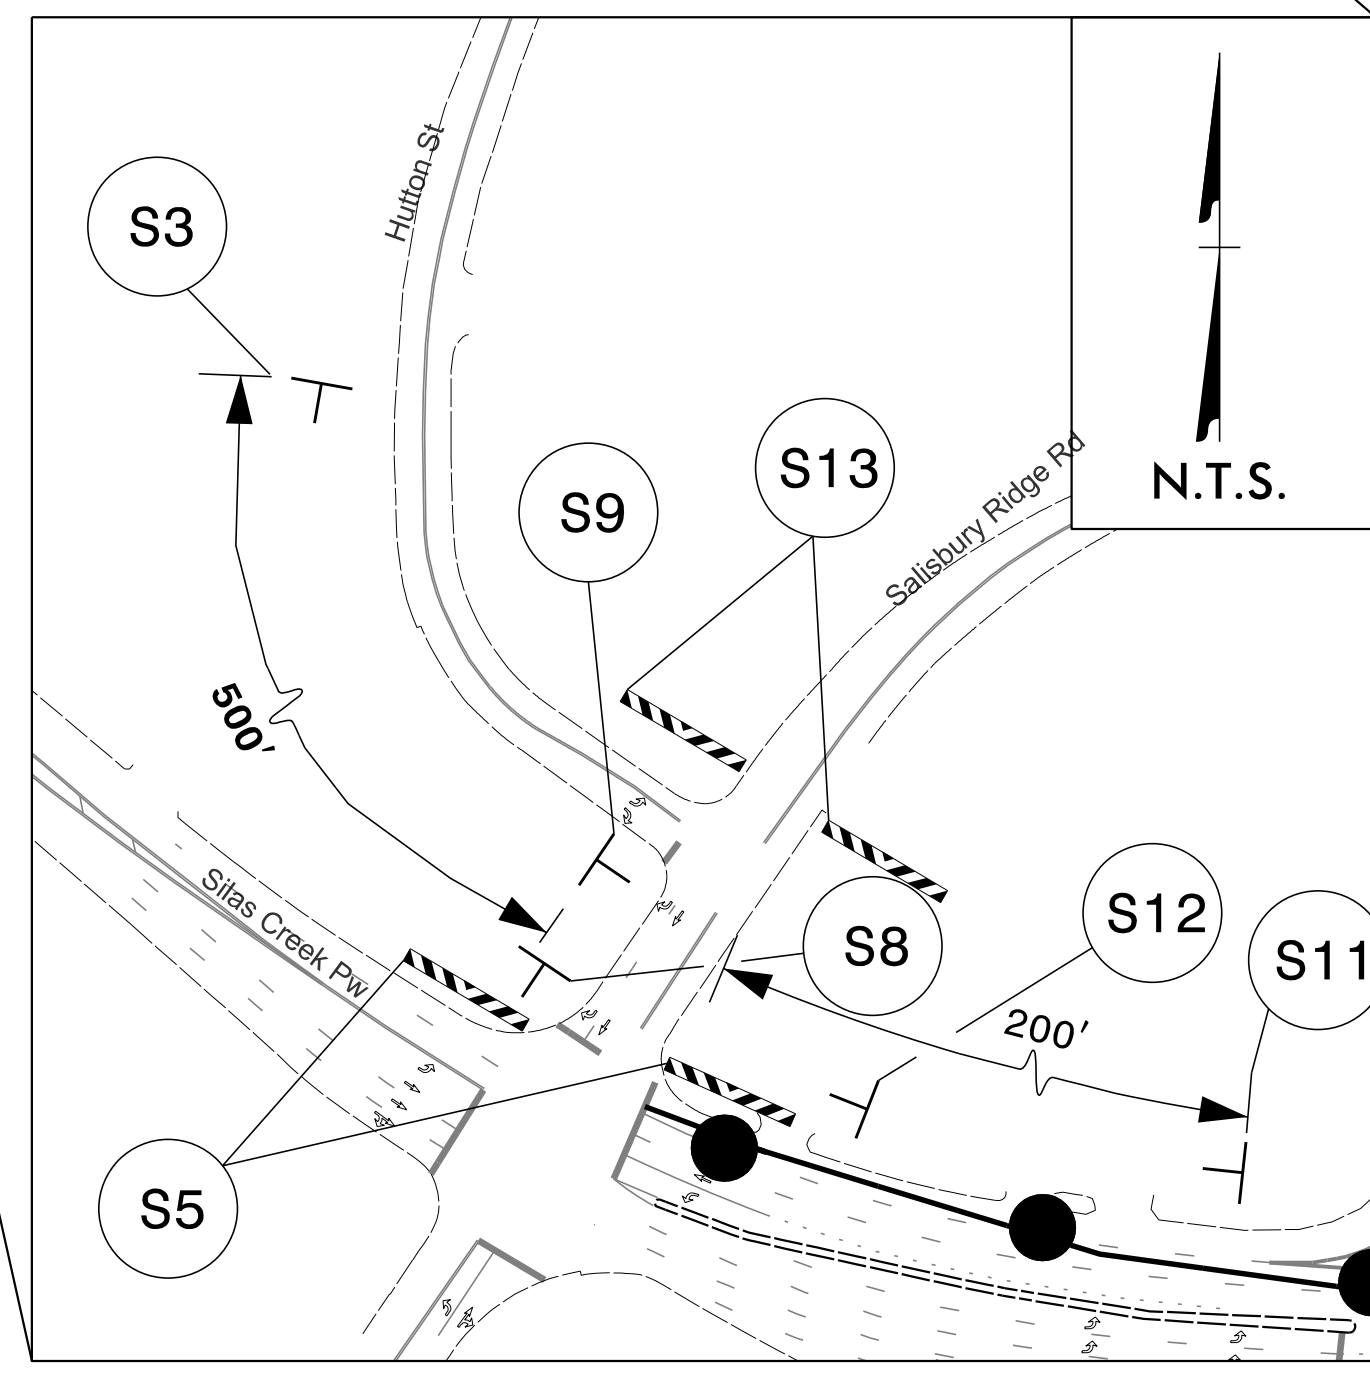 Hutton St
S3
S13
S9
Salisbury Ridge Rd
N.T.S.
500'
Silas Creek Pw
S8
S12
S11
200'
S5